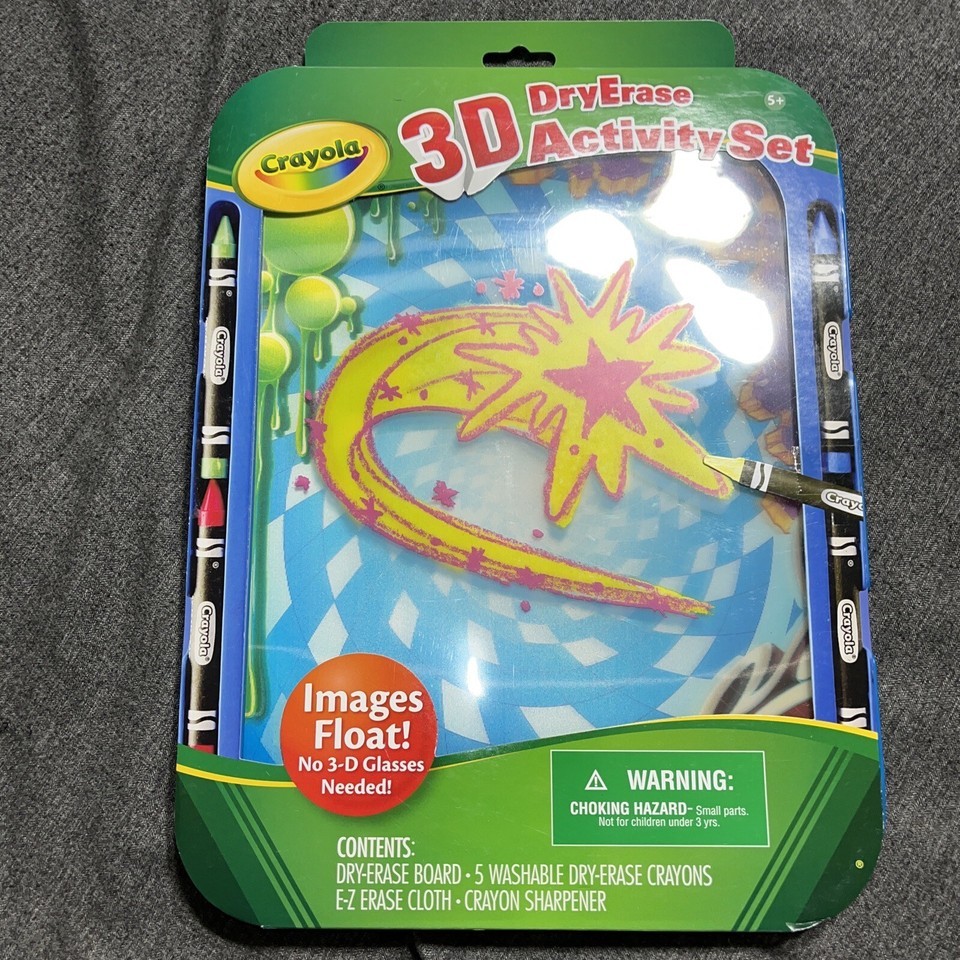 Crayola
®
3D
DryErase
Activity Set
5+
Crayola
Crayola
Crayola
Crayola
Crayo
Images
Float!
No 3-D Glasses
Needed!
WARNING:
CHOKING HAZARD- Small parts.
Not for children under 3 yrs.
CONTENTS:
DRY-ERASE BOARD • 5 WASHABLE DRY-ERASE CRAYONS
E-Z ERASE CLOTH • CRAYON SHARPENER